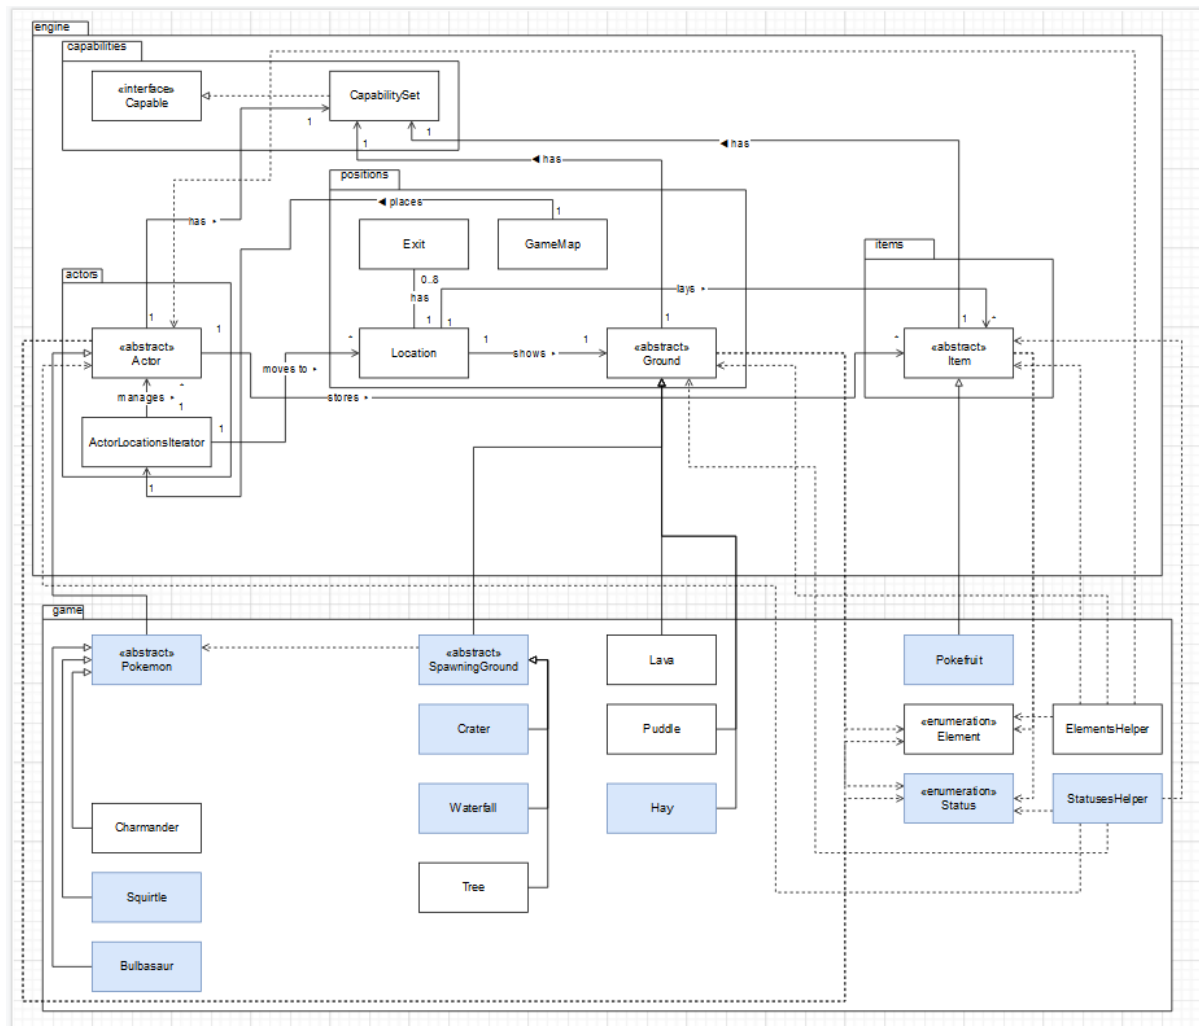 engine
capabilities
«interface»
Capable
CapabilitySet
1
1
1
◀ has
◀ has
positions
◀ places
1
has ▸
Exit
GameMap
items
actors
0..8
has
lays ▸
1
1
1
1
1
1
1
1
*
*
«abstract»
Actor
Location
shows ▸
«abstract»
Ground
«abstract»
Item
*
moves to ▸
manages ▸
*
1
stores ▸
ActorLocationsIterator
1
1
game
«abstract»
Pokemon
«abstract»
SpawningGround
Lava
Pokefruit
Crater
Puddle
«enumeration»
Element
ElementsHelper
Waterfall
Hay
«enumeration»
Status
StatusesHelper
Charmander
Tree
Squirtle
Bulbasaur